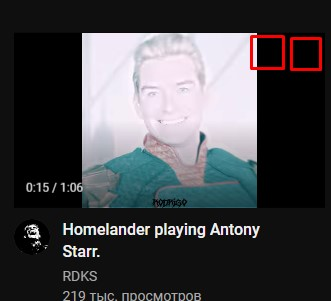 0:15 / 1:06
Homelander playing Antony
Starr.
RDKS
219 тыс. просмотров